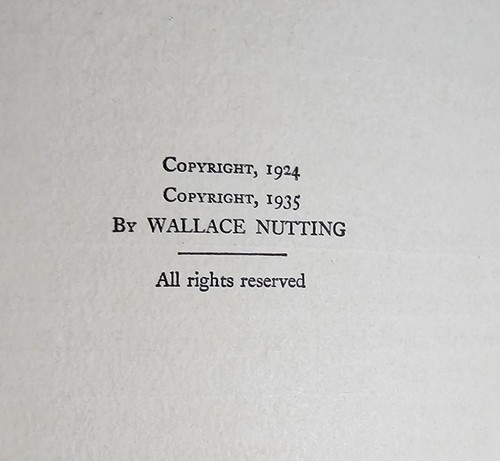 Copyright, 1924
Copyright, 1935
By WALLACE NUTTING
All rights reserved